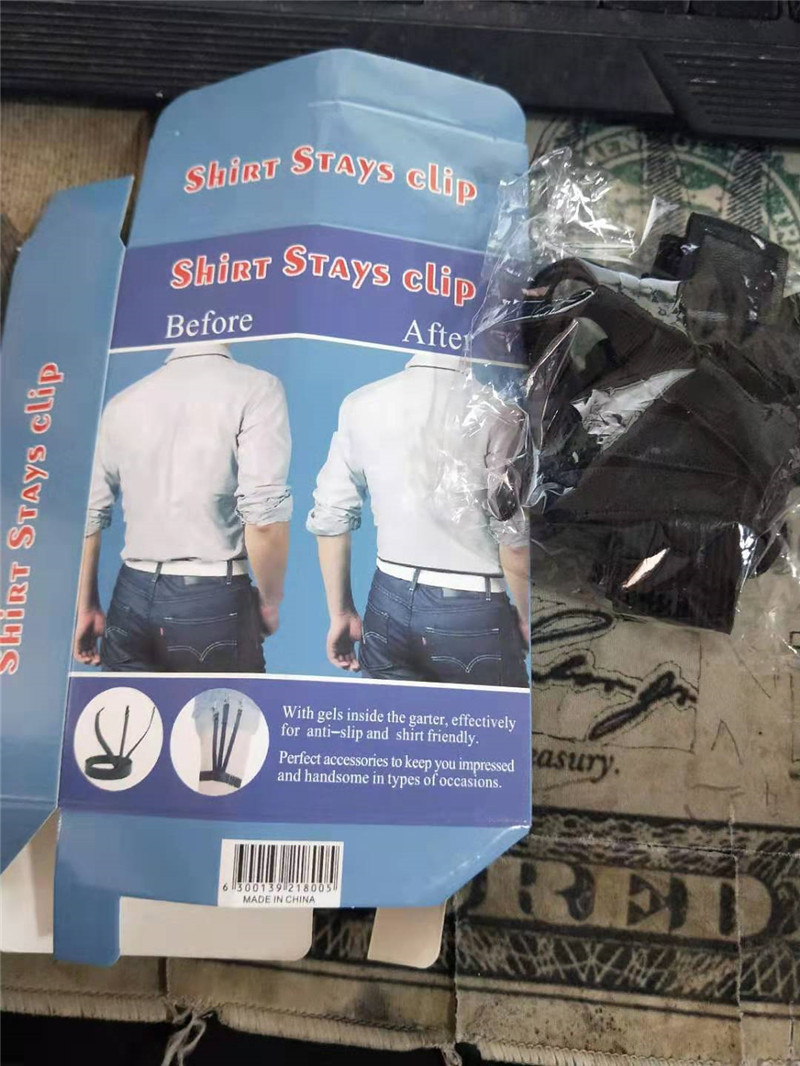 Shirt Stays clip
Shirt Stays clip
Before
After
Shirt Stays clip
With gels inside the garter, effectively
for anti-slip and shirt friendly.
Perfect accessories to keep you impressed
and handsome in types of occasions.
6 300139 218005
MADE IN CHINA
easury.
RED